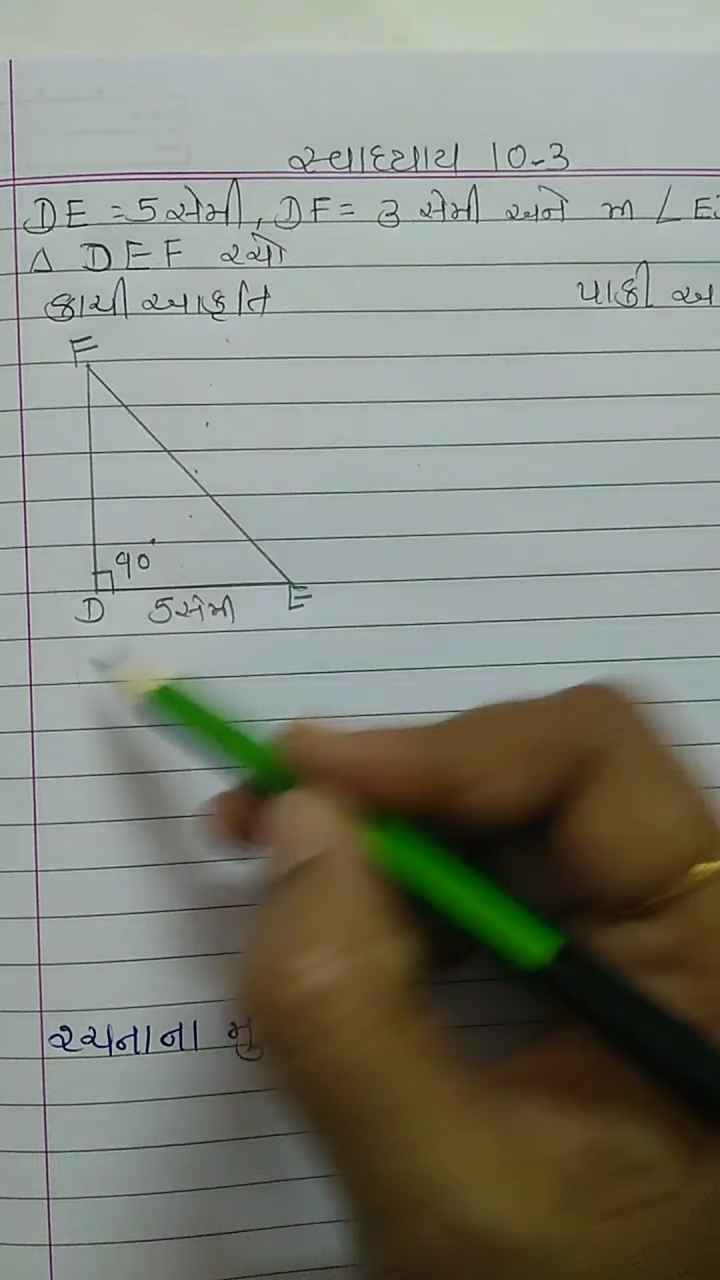 સ્વાધ્યાય 10.3
DE = 5 સેમી, DF = 3 સેમી અને m ∠E
Δ DEF રચો
કાચી આકૃતિ પાકી આ
F
90°
D 5 સેમી E
રચનાના મુ